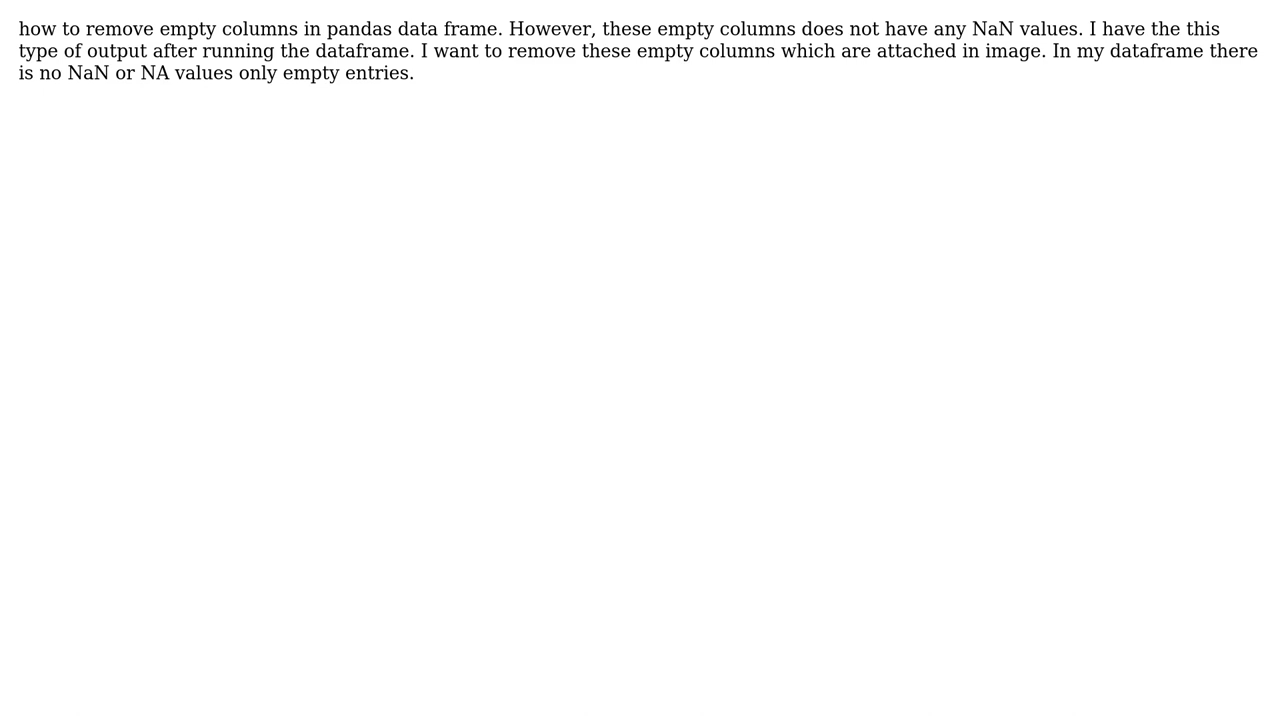 how to remove empty columns in pandas data frame. However, these empty columns does not have any NaN values. I have the this
type of output after running the dataframe. I want to remove these empty columns which are attached in image. In my dataframe there
is no NaN or NA values only empty entries.